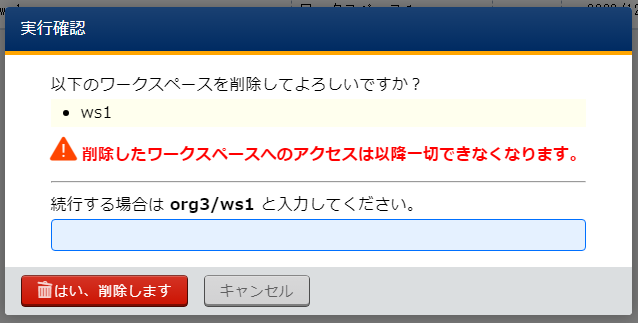 実行確認
以下のワークスペースを削除してよろしいですか？
• ws1
削除したワークスペースへのアクセスは以降一切できなくなります。
続行する場合は org3/ws1 と入力してください。
はい、削除します
キャンセル